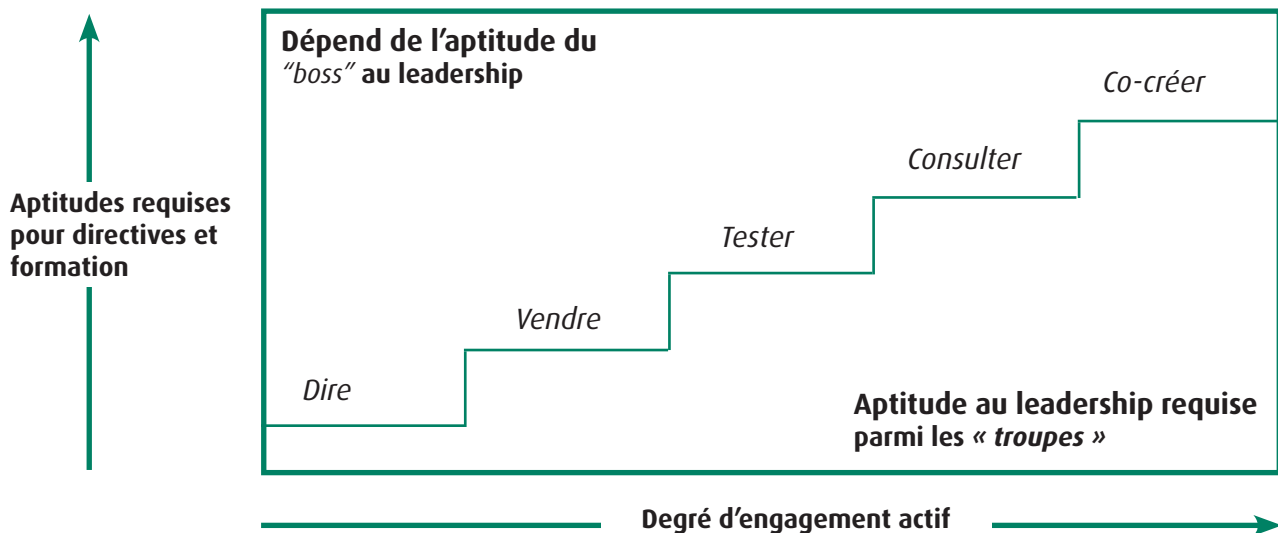 Dépend de l’aptitude du
“boss” au leadership
Co-créer
Consulter
Aptitudes requises
pour directives et
formation
Tester
Vendre
Dire
Aptitude au leadership requise
parmi les « troupes »
Degré d’engagement actif